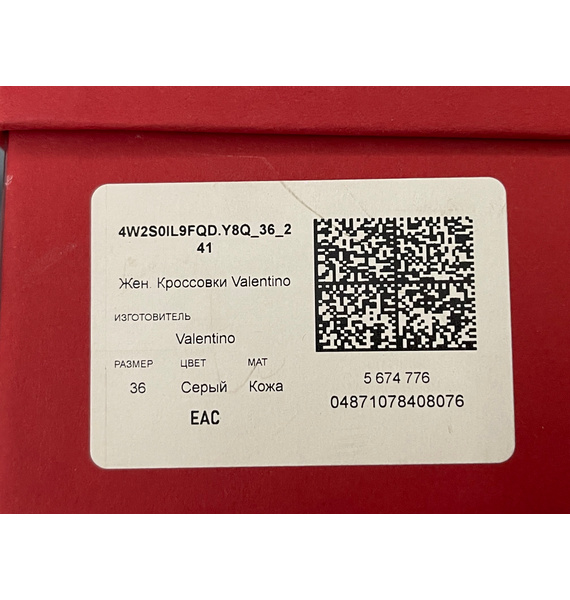 4W2S0IL9FQD.Y8Q_36_2
41
Жен. Кроссовки Valentino
ИЗГОТОВИТЕЛЬ
Valentino
РАЗМЕР ЦВЕТ МАТ
36 Серый Кожа
EAC
5 674 776
04871078408076